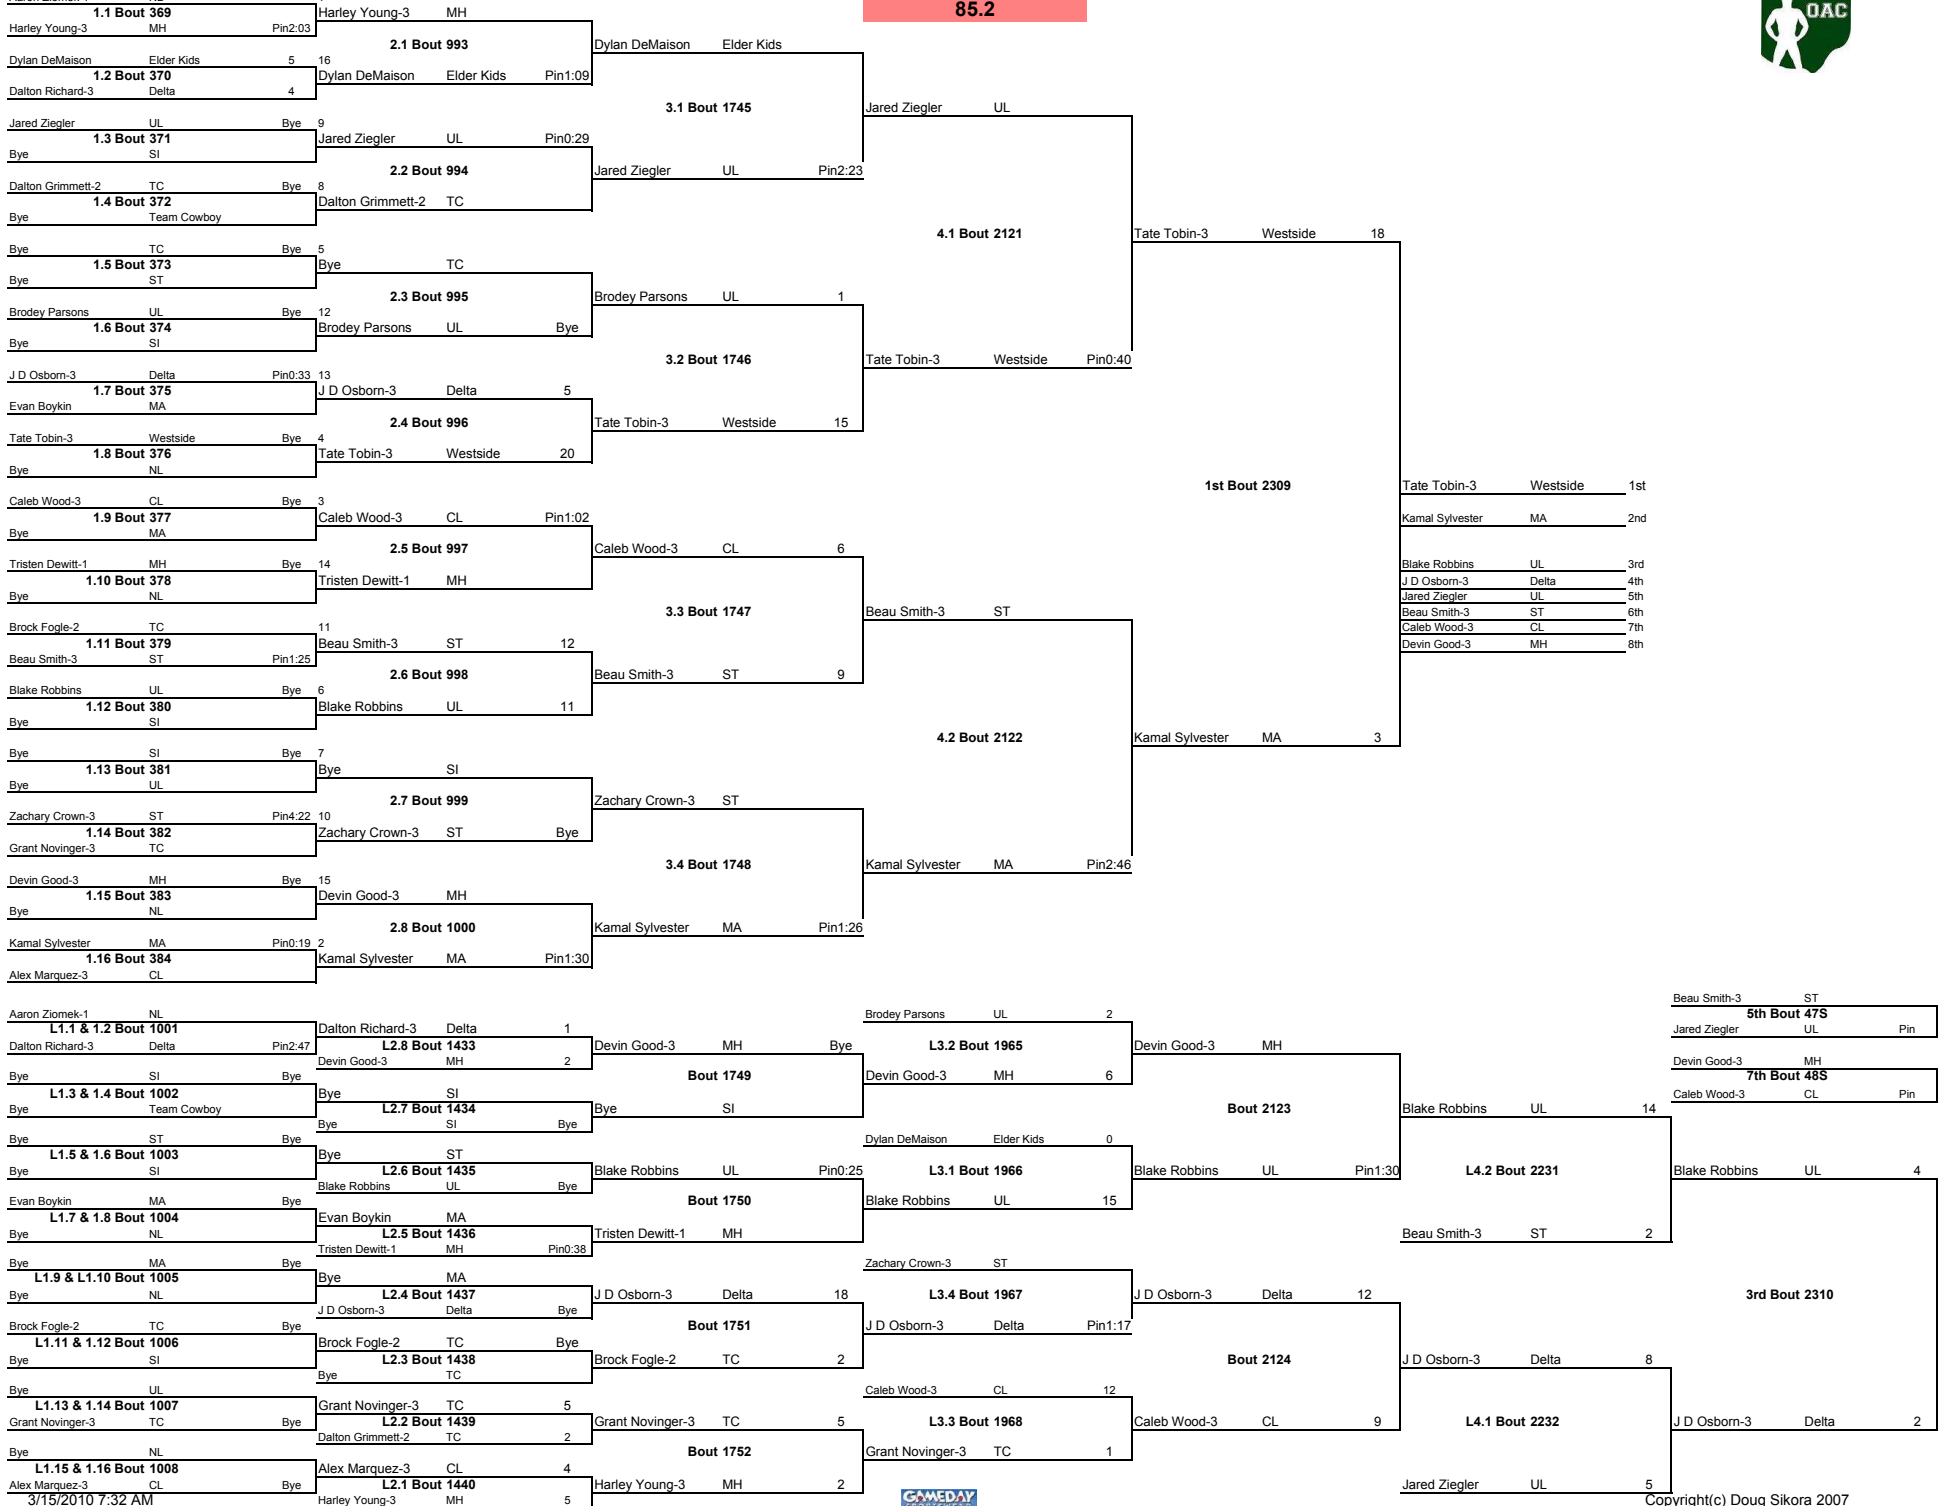 85.2
OAC
1.1 Bout 369
Harley Young-3 MH Pin2:03
Dylan DeMaison Elder Kids 5 16
1.2 Bout 370
Dalton Richard-3 Delta 4
Jared Ziegler UL Bye 9
1.3 Bout 371
Bye SI
Dalton Grimmett-2 TC Bye 8
1.4 Bout 372
Bye Team Cowboy
Bye TC Bye 5
1.5 Bout 373
Bye ST
Brodey Parsons UL Bye 12
1.6 Bout 374
Bye SI
J D Osborn-3 Delta Pin0:33 13
1.7 Bout 375
Evan Boykin MA
Tate Tobin-3 Westside Bye 4
1.8 Bout 376
Bye NL
Caleb Wood-3 CL Bye 3
1.9 Bout 377
Bye MA
Tristen Dewitt-1 MH Bye 14
1.10 Bout 378
Bye NL
Brock Fogle-2 TC 11
1.11 Bout 379
Beau Smith-3 ST Pin1:25
Blake Robbins UL Bye 6
1.12 Bout 380
Bye SI
Bye SI Bye 7
1.13 Bout 381
Bye UL
Zachary Crown-3 ST Pin4:22 10
1.14 Bout 382
Grant Novinger-3 TC
Devin Good-3 MH Bye 15
1.15 Bout 383
Bye NL
Kamal Sylvester MA Pin0:19 2
1.16 Bout 384
Alex Marquez-3 CL
Harley Young-3 MH
2.1 Bout 993
Dylan DeMaison Elder Kids Pin1:09
Jared Ziegler UL Pin0:29
2.2 Bout 994
Dalton Grimmett-2 TC
Bye TC
2.3 Bout 995
Brodey Parsons UL Bye
J D Osborn-3 Delta 5
2.4 Bout 996
Tate Tobin-3 Westside 20
Caleb Wood-3 CL Pin1:02
2.5 Bout 997
Tristen Dewitt-1 MH
Beau Smith-3 ST 12
2.6 Bout 998
Blake Robbins UL 11
Bye SI
2.7 Bout 999
Zachary Crown-3 ST Bye
Devin Good-3 MH
2.8 Bout 1000
Kamal Sylvester MA Pin1:30
Dylan DeMaison Elder Kids
3.1 Bout 1745
Jared Ziegler UL Pin2:23
Brodey Parsons UL 1
3.2 Bout 1746
Tate Tobin-3 Westside 15
Caleb Wood-3 CL 6
3.3 Bout 1747
Beau Smith-3 ST 9
Zachary Crown-3 ST
3.4 Bout 1748
Kamal Sylvester MA Pin1:26
Jared Ziegler UL
4.1 Bout 2121
Tate Tobin-3 Westside Pin0:40
Beau Smith-3 ST
4.2 Bout 2122
Kamal Sylvester MA Pin2:46
Tate Tobin-3 Westside 18
1st Bout 2309
Kamal Sylvester MA 3
Tate Tobin-3 Westside 1st
Kamal Sylvester MA 2nd
Blake Robbins UL 3rd
J D Osborn-3 Delta 4th
Jared Ziegler UL 5th
Beau Smith-3 ST 6th
Caleb Wood-3 CL 7th
Devin Good-3 MH 8th
Aaron Ziomek-1 NL
L1.1 & 1.2 Bout 1001
Dalton Richard-3 Delta Pin2:47
Bye SI Bye
L1.3 & 1.4 Bout 1002
Bye Team Cowboy
Bye ST Bye
L1.5 & 1.6 Bout 1003
Bye SI
Evan Boykin MA Bye
L1.7 & 1.8 Bout 1004
Bye NL
Bye MA Bye
L1.9 & L1.10 Bout 1005
Bye NL
Brock Fogle-2 TC Bye
L1.11 & 1.12 Bout 1006
Bye SI
Bye UL
L1.13 & 1.14 Bout 1007
Grant Novinger-3 TC Bye
Bye NL
L1.15 & 1.16 Bout 1008
Alex Marquez-3 CL Bye
Dalton Richard-3 Delta 1
L2.8 Bout 1433
Devin Good-3 MH 2
Bye SI
L2.7 Bout 1434
Bye SI Bye
Bye ST
L2.6 Bout 1435
Blake Robbins UL Bye
Evan Boykin MA
L2.5 Bout 1436
Tristen Dewitt-1 MH Pin0:38
Bye MA
L2.4 Bout 1437
J D Osborn-3 Delta Bye
Brock Fogle-2 TC Bye
L2.3 Bout 1438
Bye TC
Grant Novinger-3 TC 5
L2.2 Bout 1439
Dalton Grimmett-2 TC 2
Alex Marquez-3 CL 4
L2.1 Bout 1440
Harley Young-3 MH 5
Devin Good-3 MH Bye
Bout 1749
Bye SI
Blake Robbins UL Pin0:25
Bout 1750
Tristen Dewitt-1 MH
J D Osborn-3 Delta 18
Bout 1751
Brock Fogle-2 TC 2
Grant Novinger-3 TC 5
Bout 1752
Harley Young-3 MH 2
Brodey Parsons UL 2
L3.2 Bout 1965
Devin Good-3 MH 6
Dylan DeMaison Elder Kids 0
L3.1 Bout 1966
Blake Robbins UL 15
Zachary Crown-3 ST
L3.4 Bout 1967
J D Osborn-3 Delta Pin1:17
Caleb Wood-3 CL 12
L3.3 Bout 1968
Grant Novinger-3 TC 1
Devin Good-3 MH
Bout 2123
Blake Robbins UL Pin1:30
J D Osborn-3 Delta 12
Bout 2124
Caleb Wood-3 CL 9
Blake Robbins UL 14
L4.2 Bout 2231
Beau Smith-3 ST 2
J D Osborn-3 Delta 8
L4.1 Bout 2232
Jared Ziegler UL 5
Beau Smith-3 ST
5th Bout 47S
Jared Ziegler UL Pin
Devin Good-3 MH
7th Bout 48S
Caleb Wood-3 CL Pin
Blake Robbins UL 4
3rd Bout 2310
J D Osborn-3 Delta 2
3/15/2010 7:32 AM
GAMEDAY
Copyright(c) Doug Sikora 2007